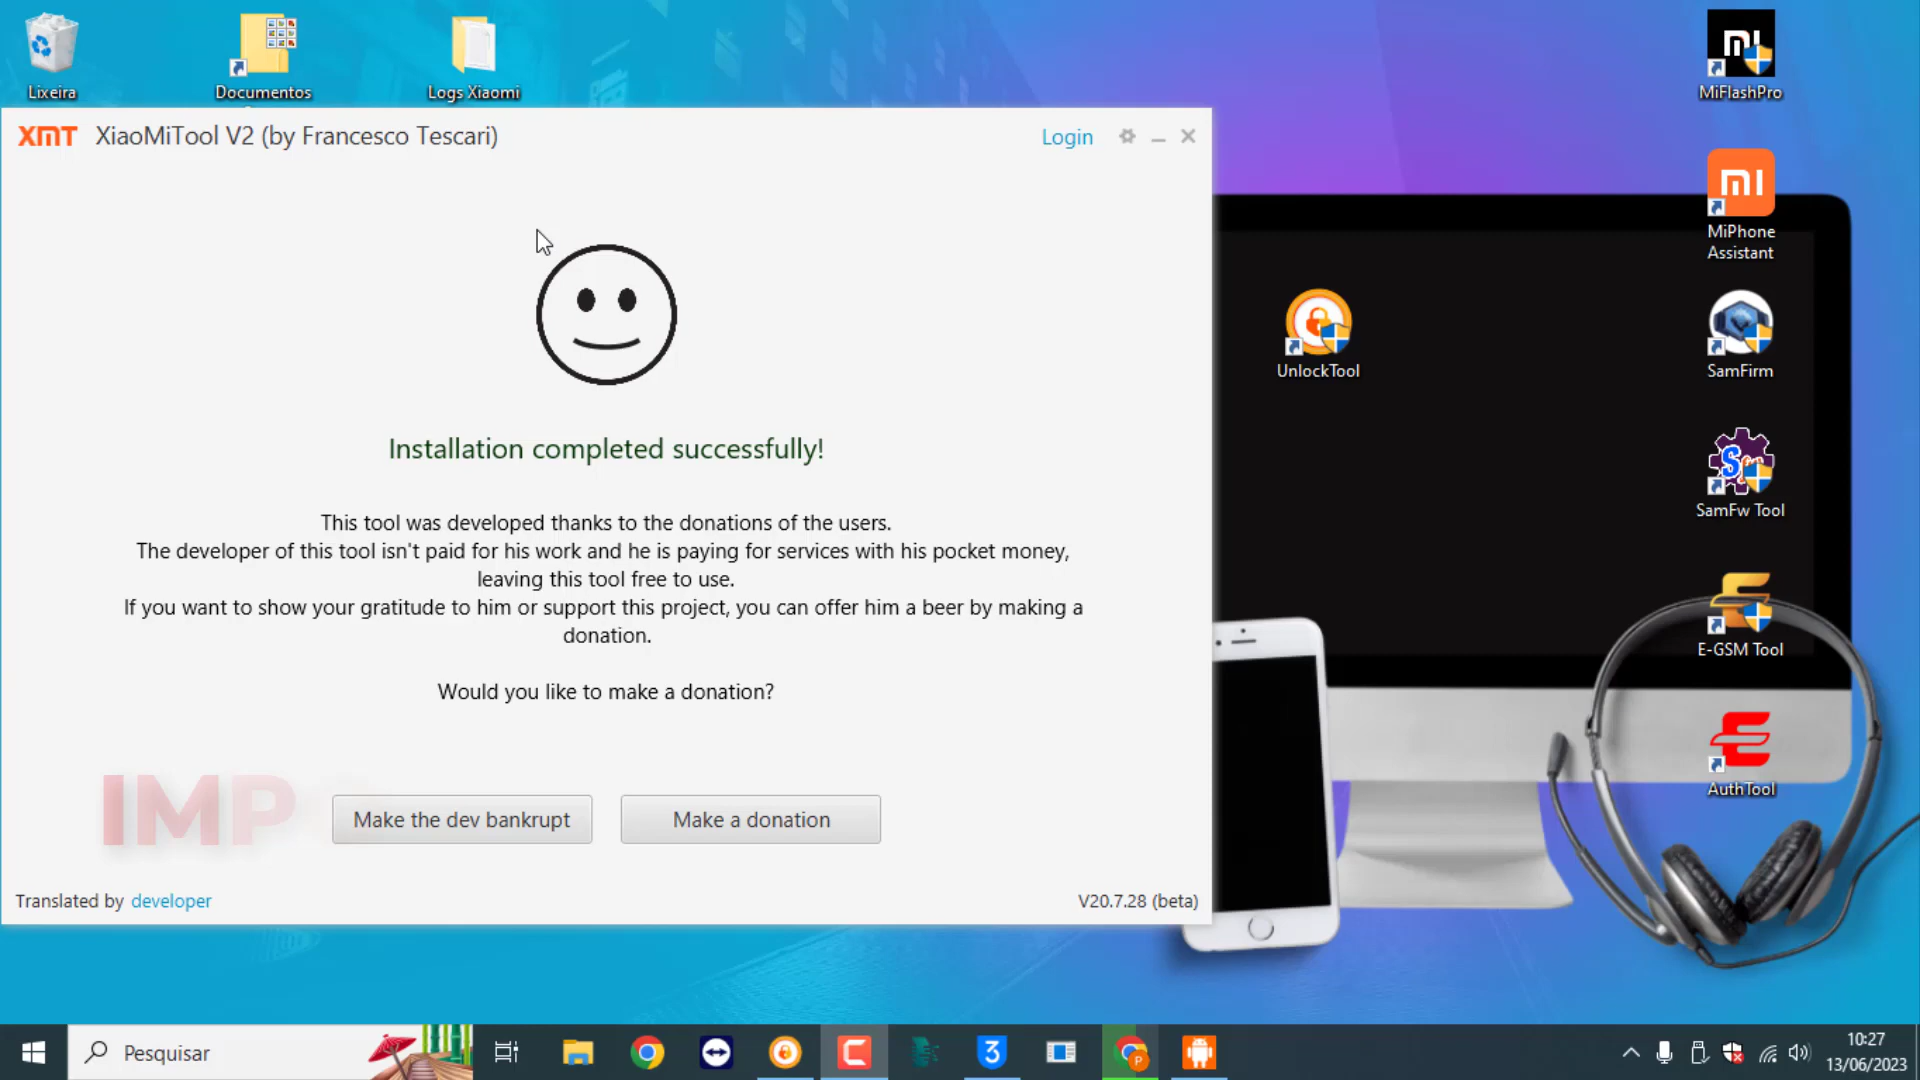 Lixeira
Documentos
Logs Xiaomi
MiFlashPro
XMT XiaoMiTool V2 (by Francesco Tescari)
Login
MiPhone
Assistant
UnlockTool
SamFirm
Installation completed successfully!
SamFw Tool
This tool was developed thanks to the donations of the users.
The developer of this tool isn't paid for his work and he is paying for services with his pocket money,
leaving this tool free to use.
If you want to show your gratitude to him or support this project, you can offer him a beer by making a
donation.
E-GSM Tool
Would you like to make a donation?
AuthTool
IMP
Make the dev bankrupt
Make a donation
Translated by developer
V20.7.28 (beta)
Pesquisar
10:27
13/06/2023